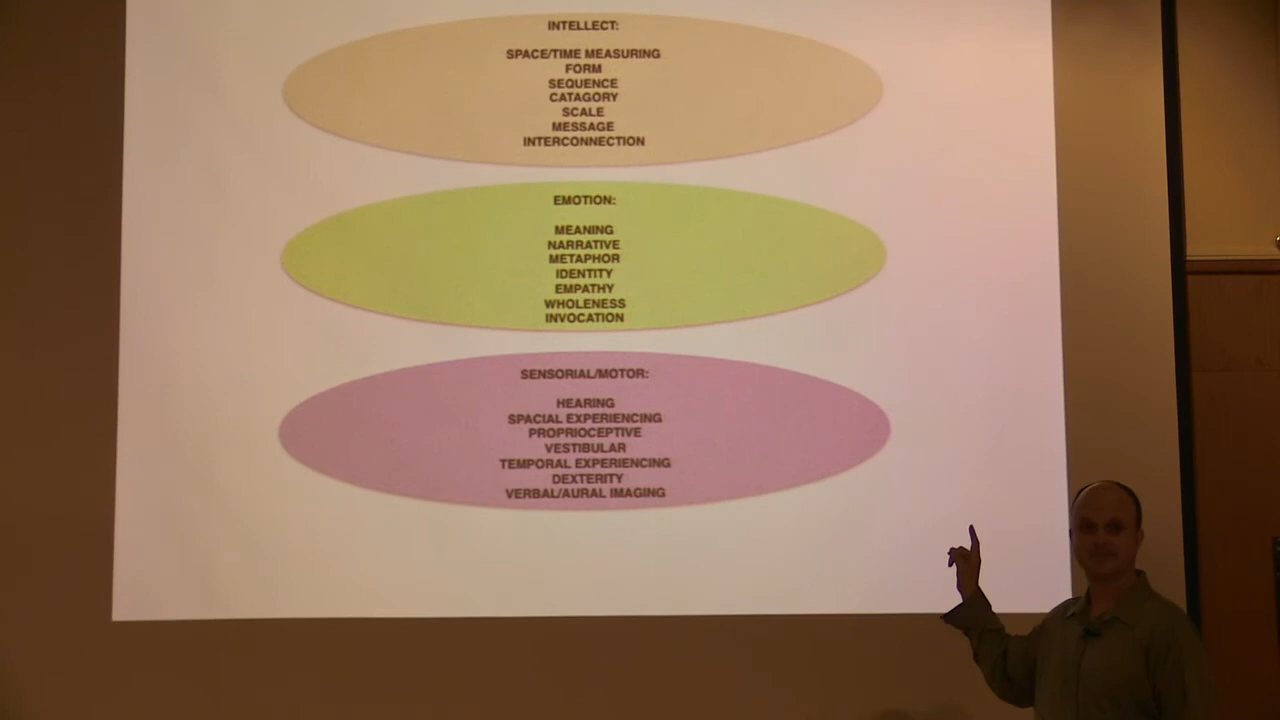 INTELLECT:
SPACE/TIME MEASURING
FORM
SEQUENCE
CATAGORY
SCALE
MESSAGE
INTERCONNECTION
EMOTION:
MEANING
NARRATIVE
METAPHOR
IDENTITY
EMPATHY
WHOLENESS
INVOCATION
SENSORIAL/MOTOR:
HEARING
SPACIAL EXPERIENCING
PROPRIOCEPTIVE
VESTIBULAR
TEMPORAL EXPERIENCING
DEXTERITY
VERBAL/AURAL IMAGING